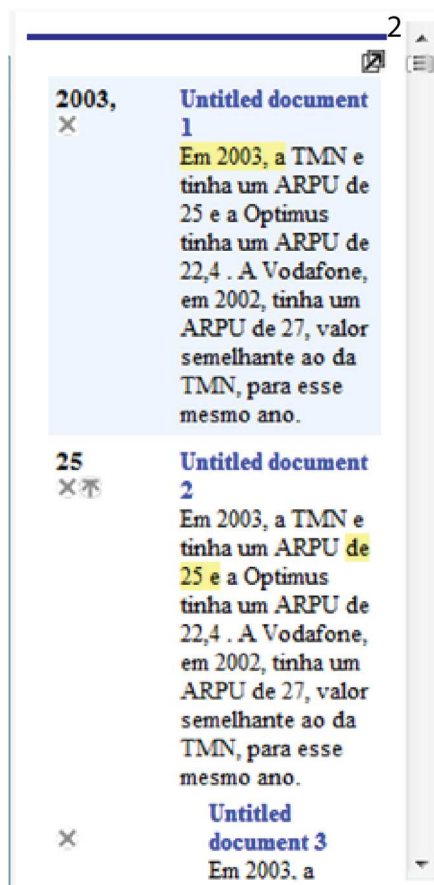 2
2003,
Untitled document
1
Em 2003, a TMN e
tinha um ARPU de
25 e a Optimus
tinha um ARPU de
22,4 . A Vodafone,
em 2002, tinha um
ARPU de 27, valor
semelhante ao da
TMN, para esse
mesmo ano.
25
Untitled document
2
Em 2003, a TMN e
tinha um ARPU de
25 e a Optimus
tinha um ARPU de
22,4 . A Vodafone,
em 2002, tinha um
ARPU de 27, valor
semelhante ao da
TMN, para esse
mesmo ano.
Untitled
document 3
Em 2003, a